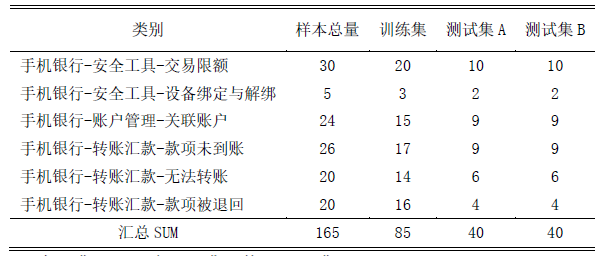 类别 样本总量 训练集 测试集 A 测试集 B
手机银行-安全工具-交易限额 30 20 10 10
手机银行-安全工具-设备绑定与解绑 5 3 2 2
手机银行-账户管理-关联账户 24 15 9 9
手机银行-转账汇款-款项未到账 26 17 9 9
手机银行-转账汇款-无法转账 20 14 6 6
手机银行-转账汇款-款项被退回 20 16 4 4
汇总 SUM 165 85 40 40